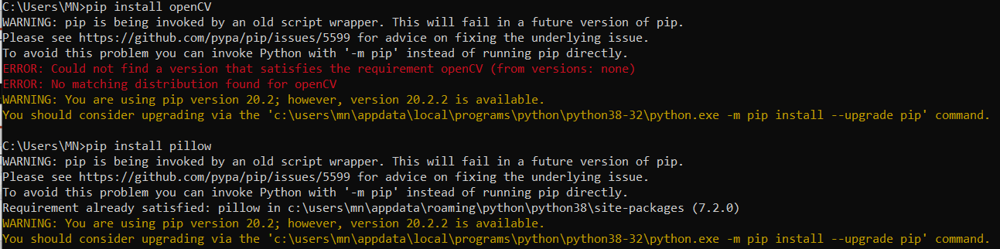 C:\Users\MN>pip install openCV
WARNING: pip is being invoked by an old script wrapper. This will fail in a future version of pip.
Please see https://github.com/pypa/pip/issues/5599 for advice on fixing the underlying issue.
To avoid this problem you can invoke Python with '-m pip' instead of running pip directly.
ERROR: Could not find a version that satisfies the requirement openCV (from versions: none)
ERROR: No matching distribution found for openCV
WARNING: You are using pip version 20.2; however, version 20.2.2 is available.
You should consider upgrading via the 'c:\users\mn\appdata\local\programs\python\python38-32\python.exe -m pip install --upgrade pip' command.
C:\Users\MN>pip install pillow
WARNING: pip is being invoked by an old script wrapper. This will fail in a future version of pip.
Please see https://github.com/pypa/pip/issues/5599 for advice on fixing the underlying issue.
To avoid this problem you can invoke Python with '-m pip' instead of running pip directly.
Requirement already satisfied: pillow in c:\users\mn\appdata\roaming\python\python38\site-packages (7.2.0)
WARNING: You are using pip version 20.2; however, version 20.2.2 is available.
You should consider upgrading via the 'c:\users\mn\appdata\local\programs\python\python38-32\python.exe -m pip install --upgrade pip' command.